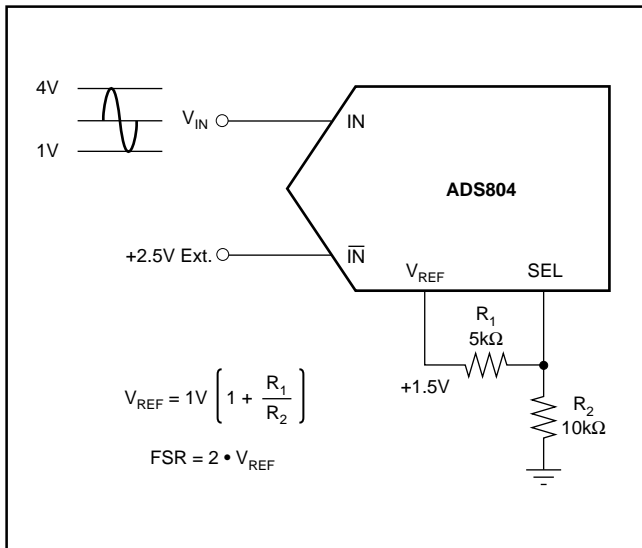 4V
1V
V_IN
IN
ADS804
+2.5V Ext.
I̅N̅
V_REF
SEL
R_1
5kΩ
+1.5V
R_2
10kΩ
V_REF = 1V (1 + R_1/R_2)
FSR = 2 • V_REF